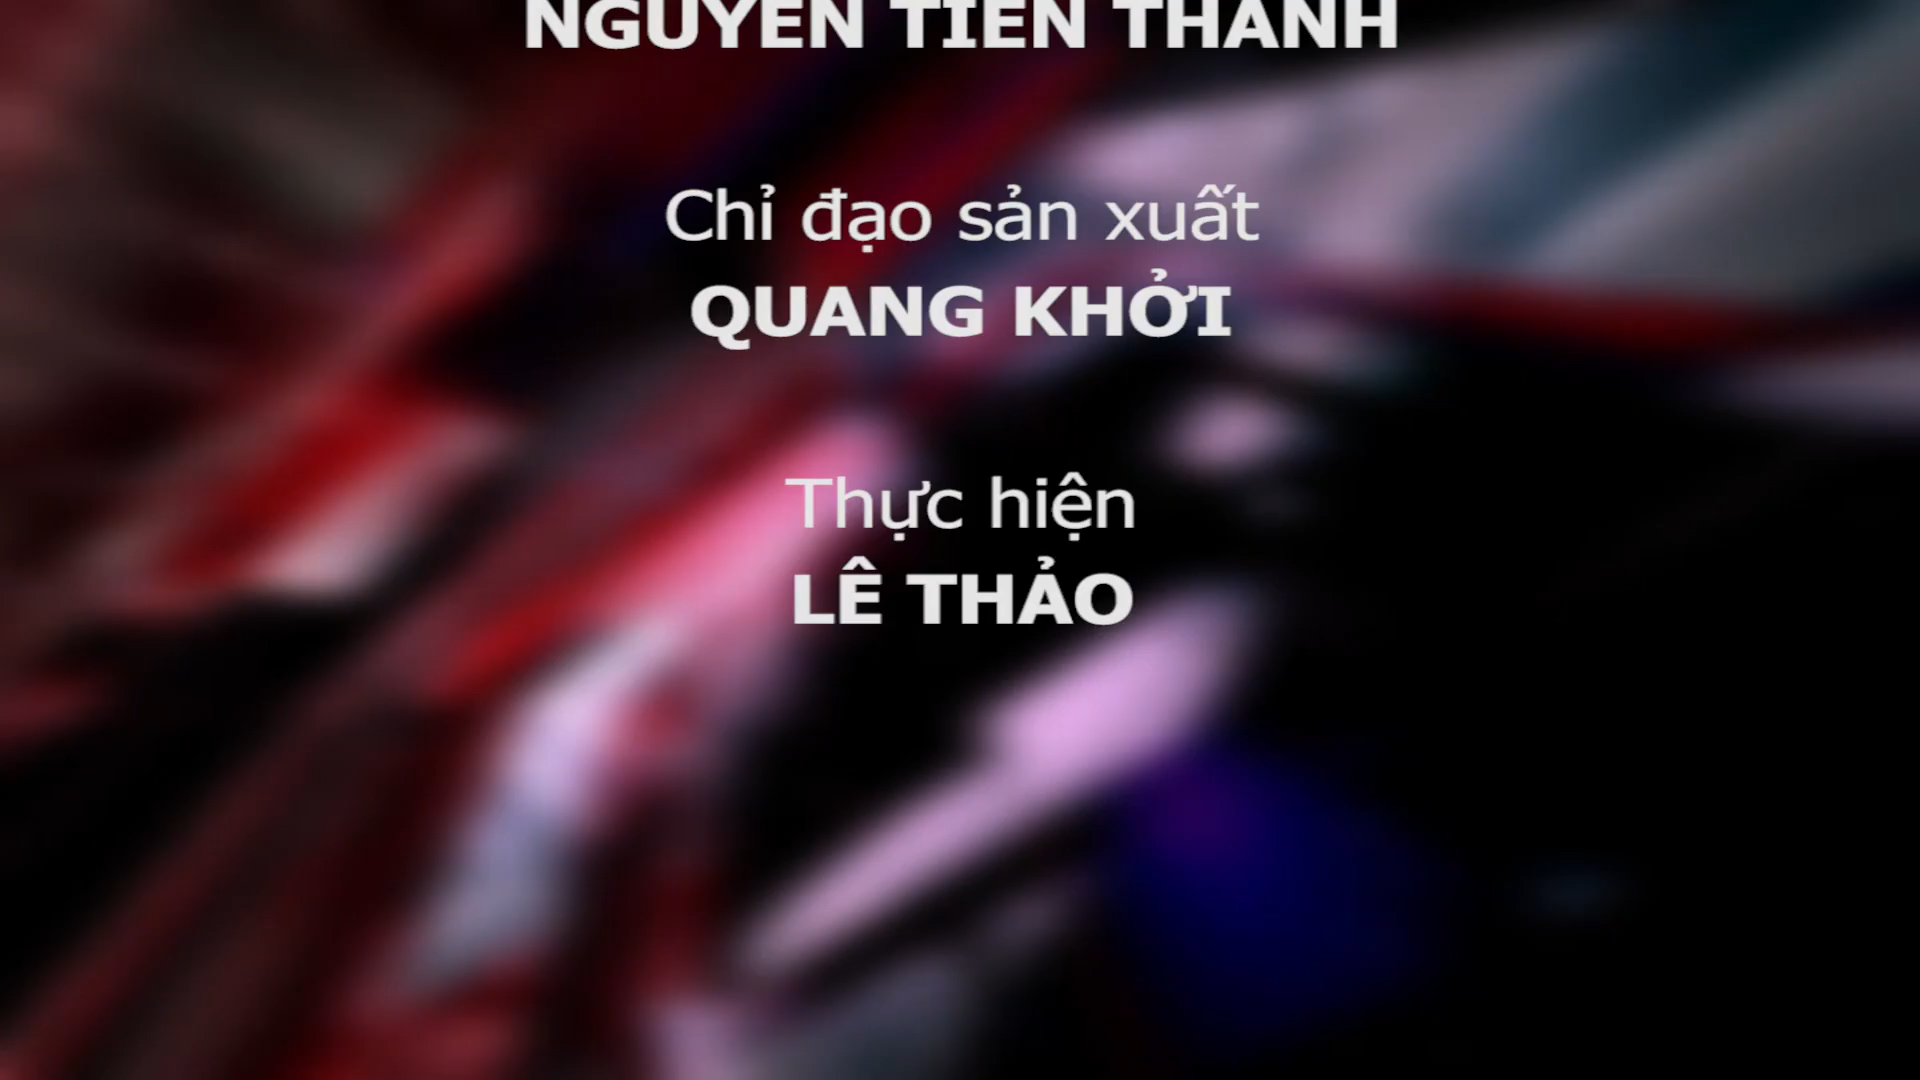 NGUYEN TIEN THANH
Chỉ đạo sản xuất
QUANG KHỞI
Thực hiện
LÊ THẢO